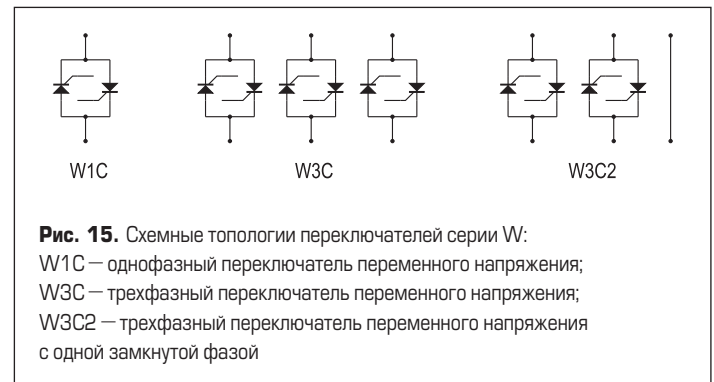 W1C
W3C
W3C2
Рис. 15. Схемные топологии переключателей серии W:
W1C — однофазный переключатель переменного напряжения;
W3C — трехфазный переключатель переменного напряжения;
W3C2 — трехфазный переключатель переменного напряжения
с одной замкнутой фазой